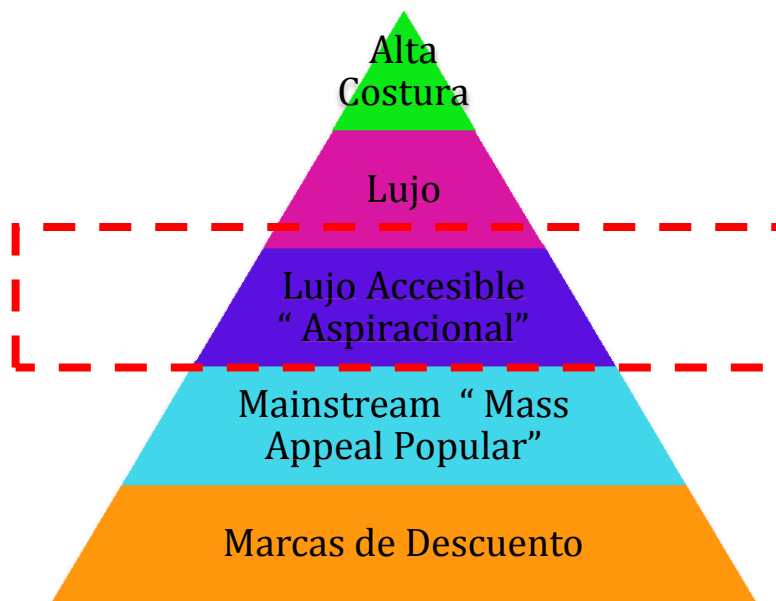 Alta
Costura
Lujo
Lujo Accesible
“ Aspiracional”
Mainstream “ Mass
Appeal Popular”
Marcas de Descuento